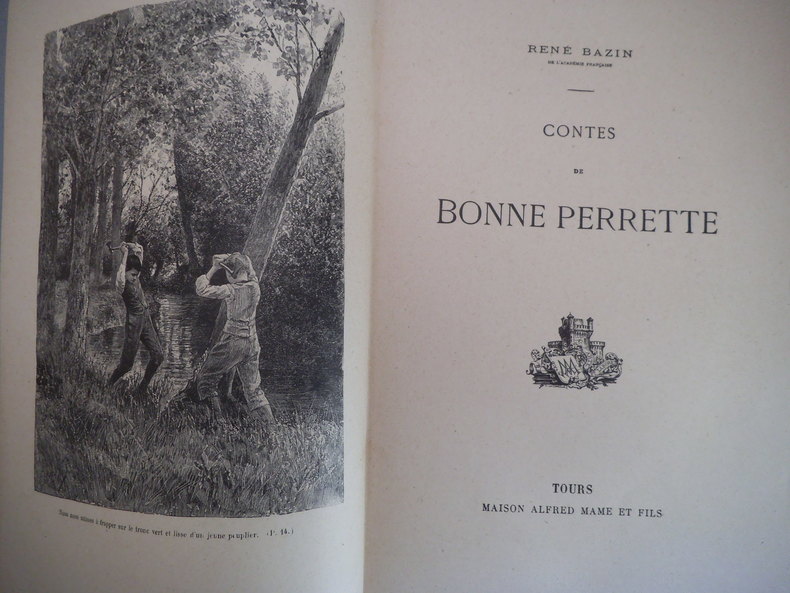 Nous nous mîmes à frapper sur le tronc vert et lisse d'un jeune peuplier. (P. 14.)
RENÉ BAZIN
DE L'ACADÉMIE FRANÇAISE
CONTES
DE
BONNE PERRETTE
TOURS
MAISON ALFRED MAME ET FILS